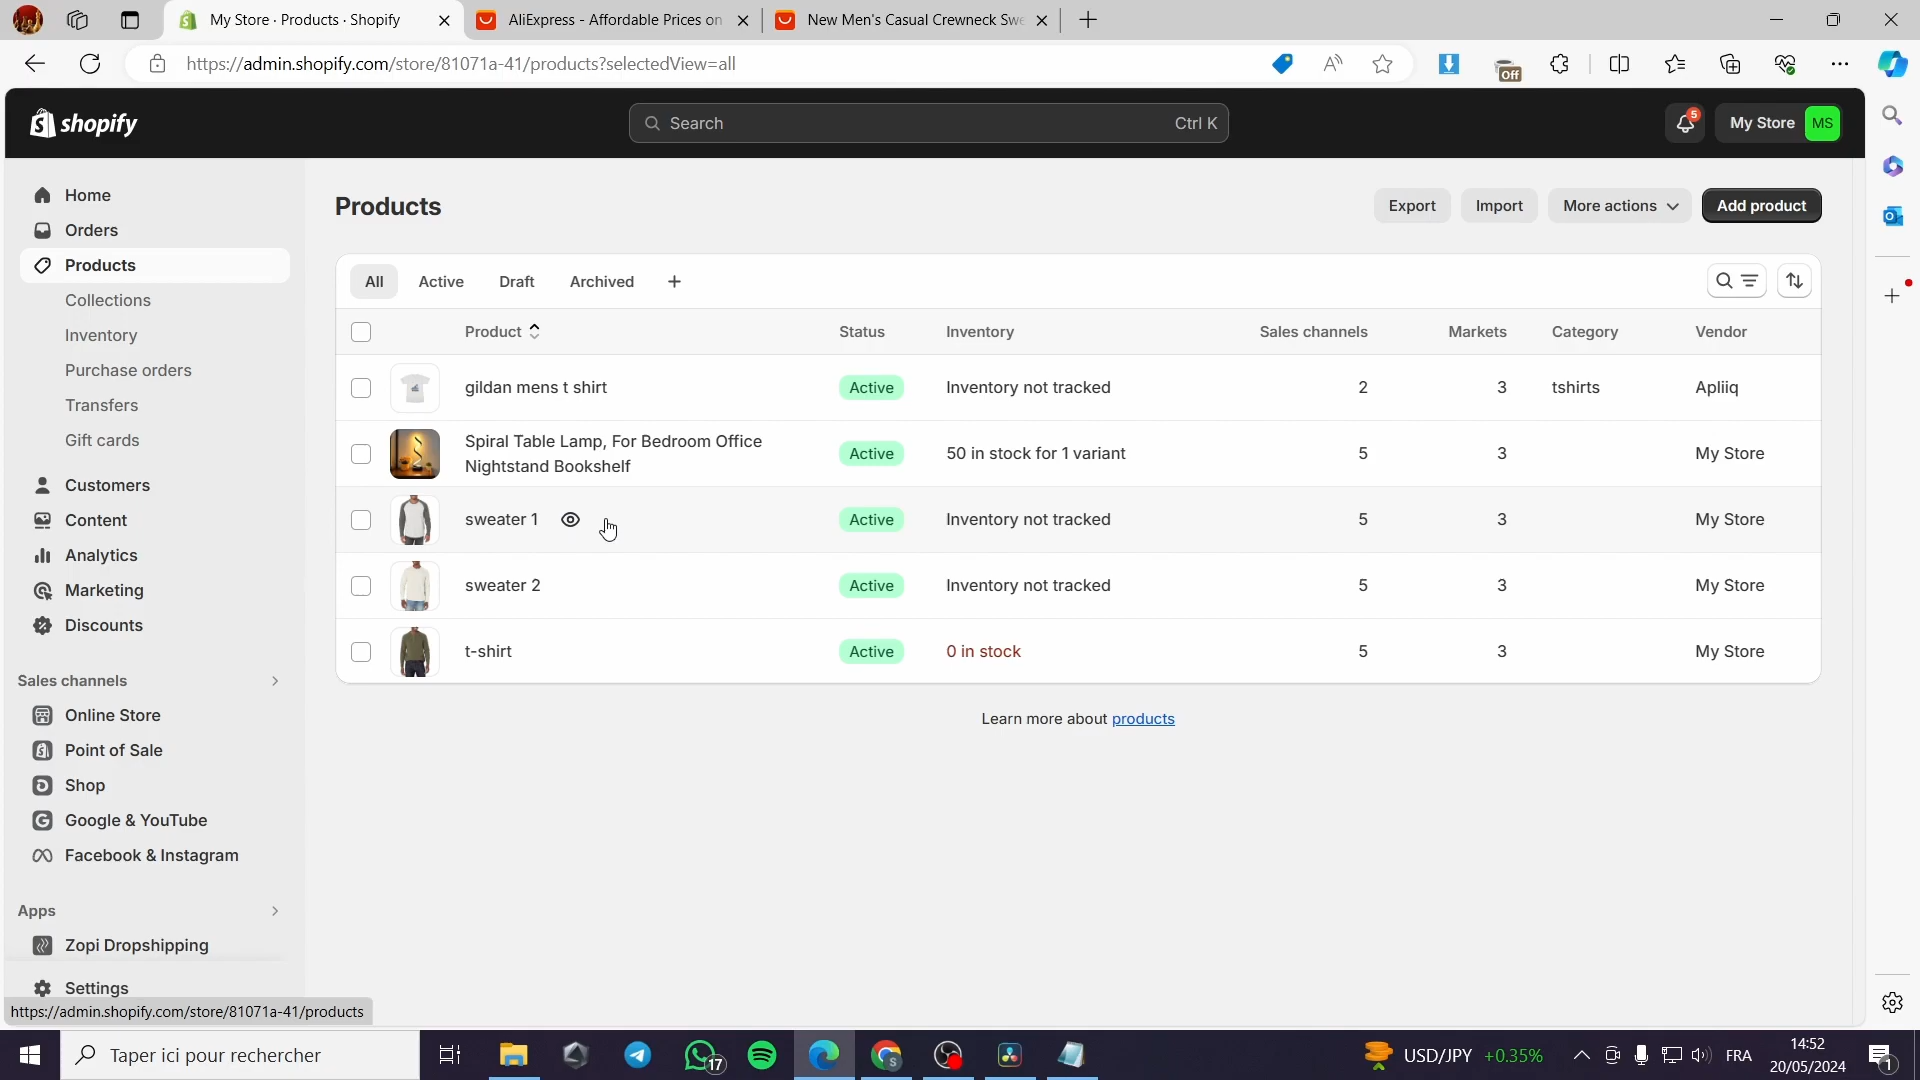 My Store · Products · Shopify
AliExpress - Affordable Prices on
New Men's Casual Crewneck Swe
https://admin.shopify.com/store/81071a-41/products?selectedView=all
Off
shopify
Search
Ctrl K
5
My Store
MS
Home
Orders
Products
Collections
Inventory
Purchase orders
Transfers
Gift cards
Customers
Content
Analytics
Marketing
Discounts
Sales channels
Online Store
Point of Sale
Shop
Google & YouTube
Facebook & Instagram
Apps
Zopi Dropshipping
Settings
https://admin.shopify.com/store/81071a-41/products
Products
Export
Import
More actions
Add product
All
Active
Draft
Archived
Product
Status
Inventory
Sales channels
Markets
Category
Vendor
gildan mens t shirt
Active
Inventory not tracked
2
3
tshirts
Apliiq
Spiral Table Lamp, For Bedroom Office
Nightstand Bookshelf
Active
50 in stock for 1 variant
5
3
My Store
sweater 1
Active
Inventory not tracked
5
3
My Store
sweater 2
Active
Inventory not tracked
5
3
My Store
t-shirt
Active
0 in stock
5
3
My Store
Learn more about products
Taper ici pour rechercher
17
USD/JPY +0.35%
FRA
14:52
20/05/2024
1